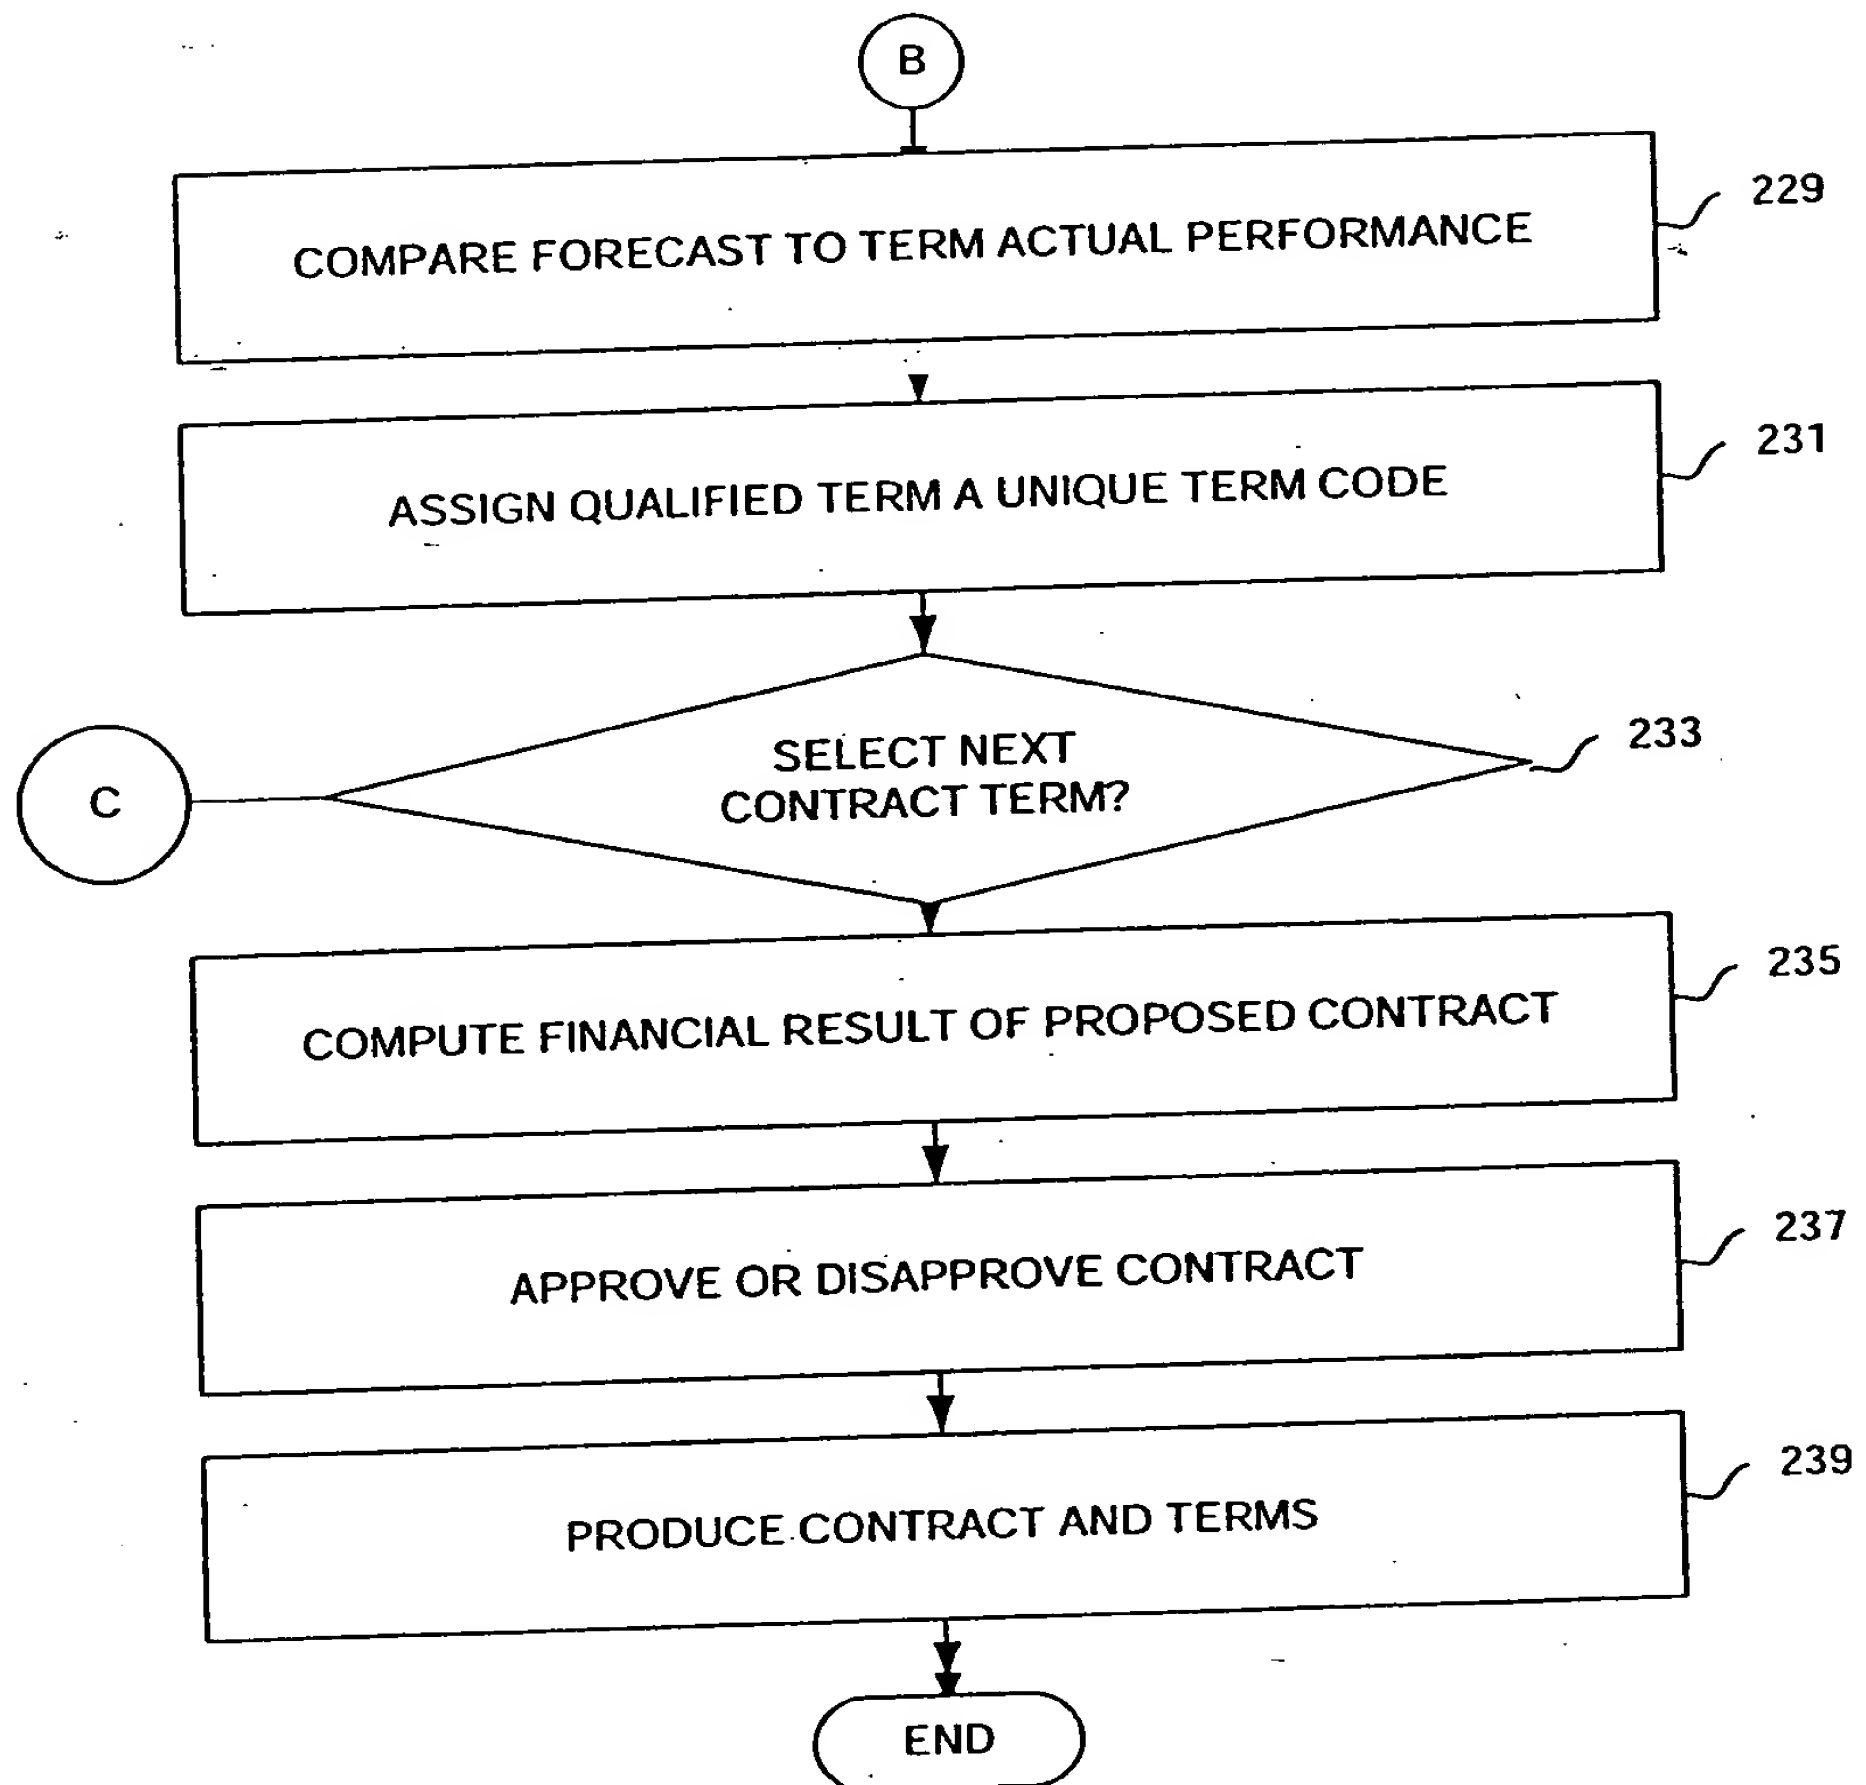 B
COMPARE FORECAST TO TERM ACTUAL PERFORMANCE
229
ASSIGN QUALIFIED TERM A UNIQUE TERM CODE
231
SELECT NEXT
CONTRACT TERM?
233
C
COMPUTE FINANCIAL RESULT OF PROPOSED CONTRACT
235
APPROVE OR DISAPPROVE CONTRACT
237
PRODUCE CONTRACT AND TERMS
239
END